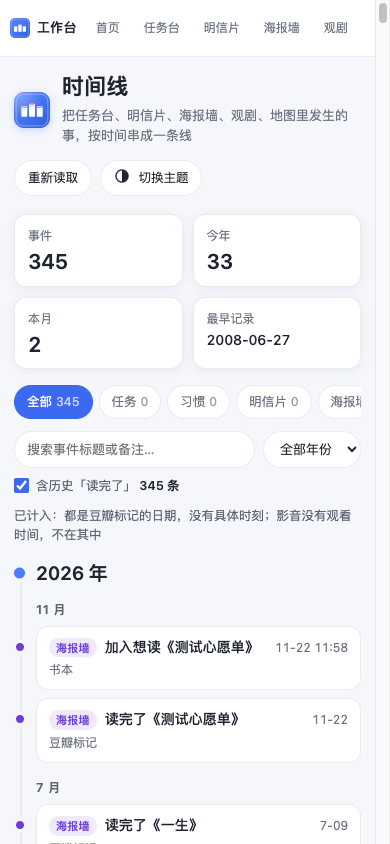 工作台 首页 任务台 明信片 海报墙 观剧
时间线
把任务台、明信片、海报墙、观剧、地图里发生的
事，按时间串成一条线
重新读取 切换主题
事件
345
今年
33
本月
2
最早记录
2008-06-27
全部 345 任务 0 习惯 0 明信片 0 海报
搜索事件标题或备注... 全部年份
含历史「读完了」 345 条
已计入：都是豆瓣标记的日期，没有具体时刻；影音没有观看
时间，不在其中
2026 年
11 月
海报墙 加入想读《测试心愿单》 11-22 11:58
书本
海报墙 读完了《测试心愿单》 11-22
豆瓣标记
7 月
海报墙 读完了《一生》 7-09